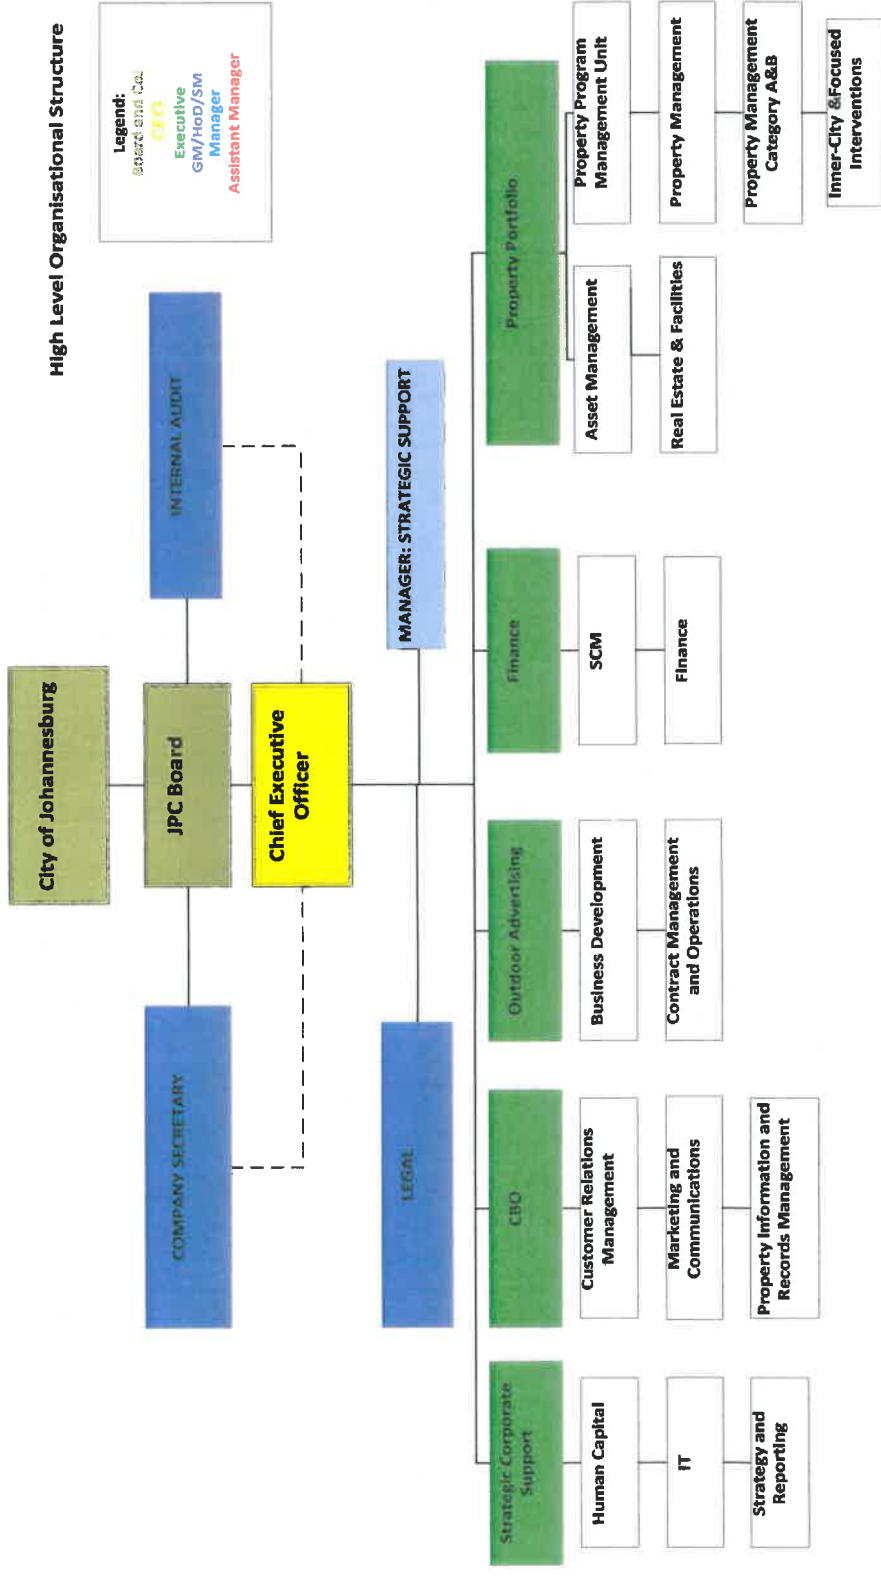 High Level Organisational Structure
Legend:
Board and CoJ
CEO
Executive
GM/HoD/SM
Manager
Assistant Manager
City of Johannesburg
COMPANY SECRETARY
JPC Board
INTERNAL AUDIT
Chief Executive
Officer
LEGAL
MANAGER: STRATEGIC SUPPORT
Strategic Corporate
Support
Human Capital
IT
Strategy and
Reporting
CBO
Customer Relations
Management
Marketing and
Communications
Property Information and
Records Management
Outdoor Advertising
Business Development
Contract Management
and Operations
Finance
SCM
Finance
Property Portfolio
Asset Management
Real Estate & Facilities
Property Program
Management Unit
Property Management
Property Management
Category A&B
Inner-City &Focused
Interventions